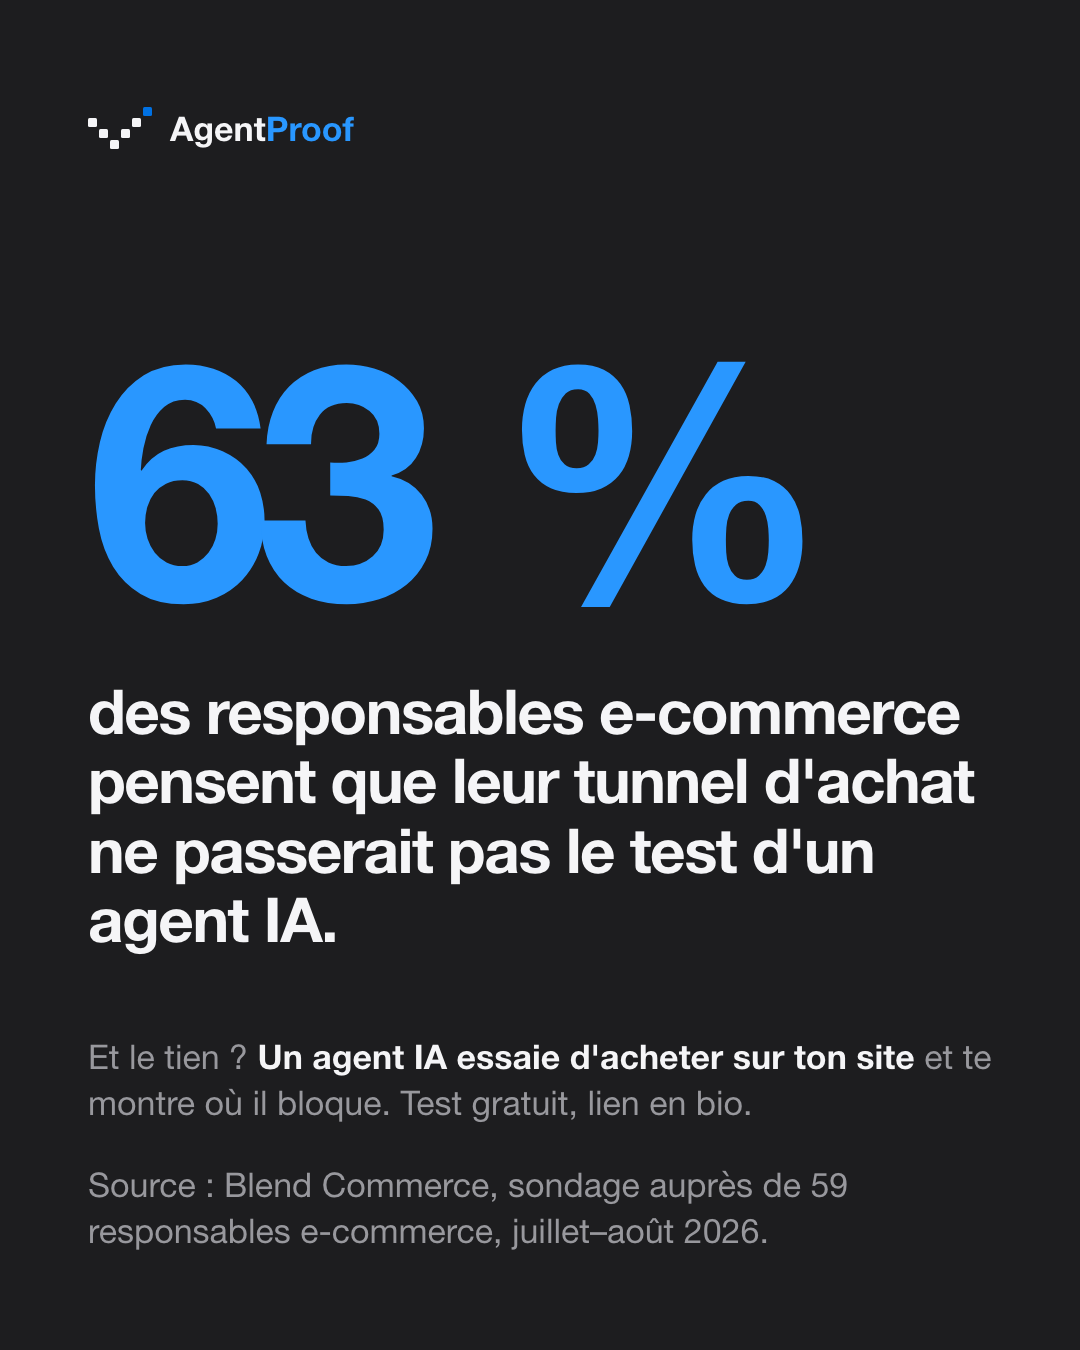 AgentProof
63 %
des responsables e-commerce
pensent que leur tunnel d'achat
ne passerait pas le test d'un
agent IA.
Et le tien ? Un agent IA essaie d'acheter sur ton site et te
montre où il bloque. Test gratuit, lien en bio.
Source : Blend Commerce, sondage auprès de 59
responsables e-commerce, juillet–août 2026.